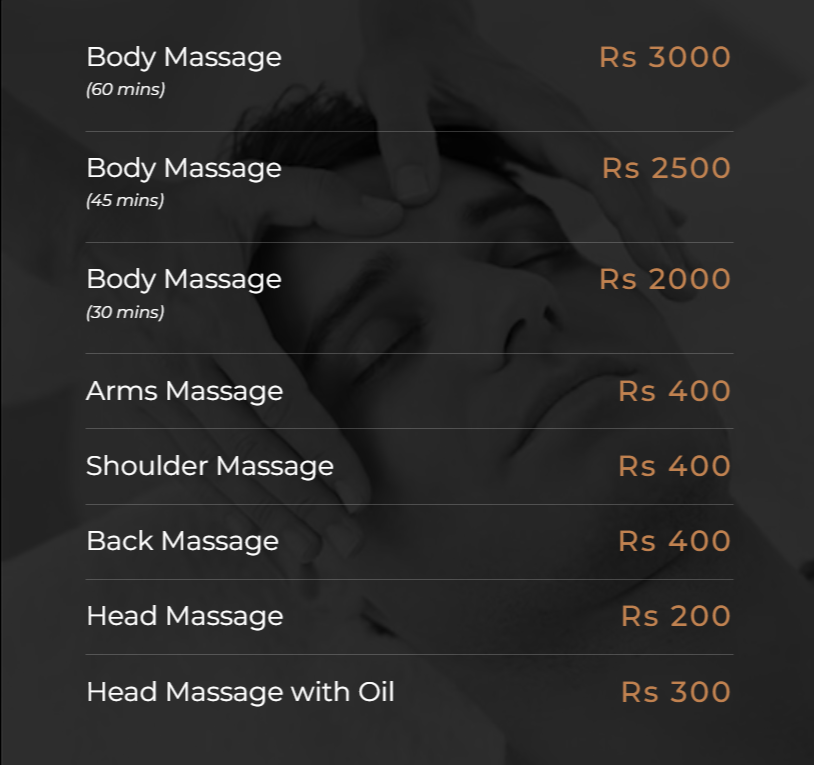 Body Massage Rs 3000
(60 mins)
Body Massage Rs 2500
(45 mins)
Body Massage Rs 2000
(30 mins)
Arms Massage Rs 400
Shoulder Massage Rs 400
Back Massage Rs 400
Head Massage Rs 200
Head Massage with Oil Rs 300